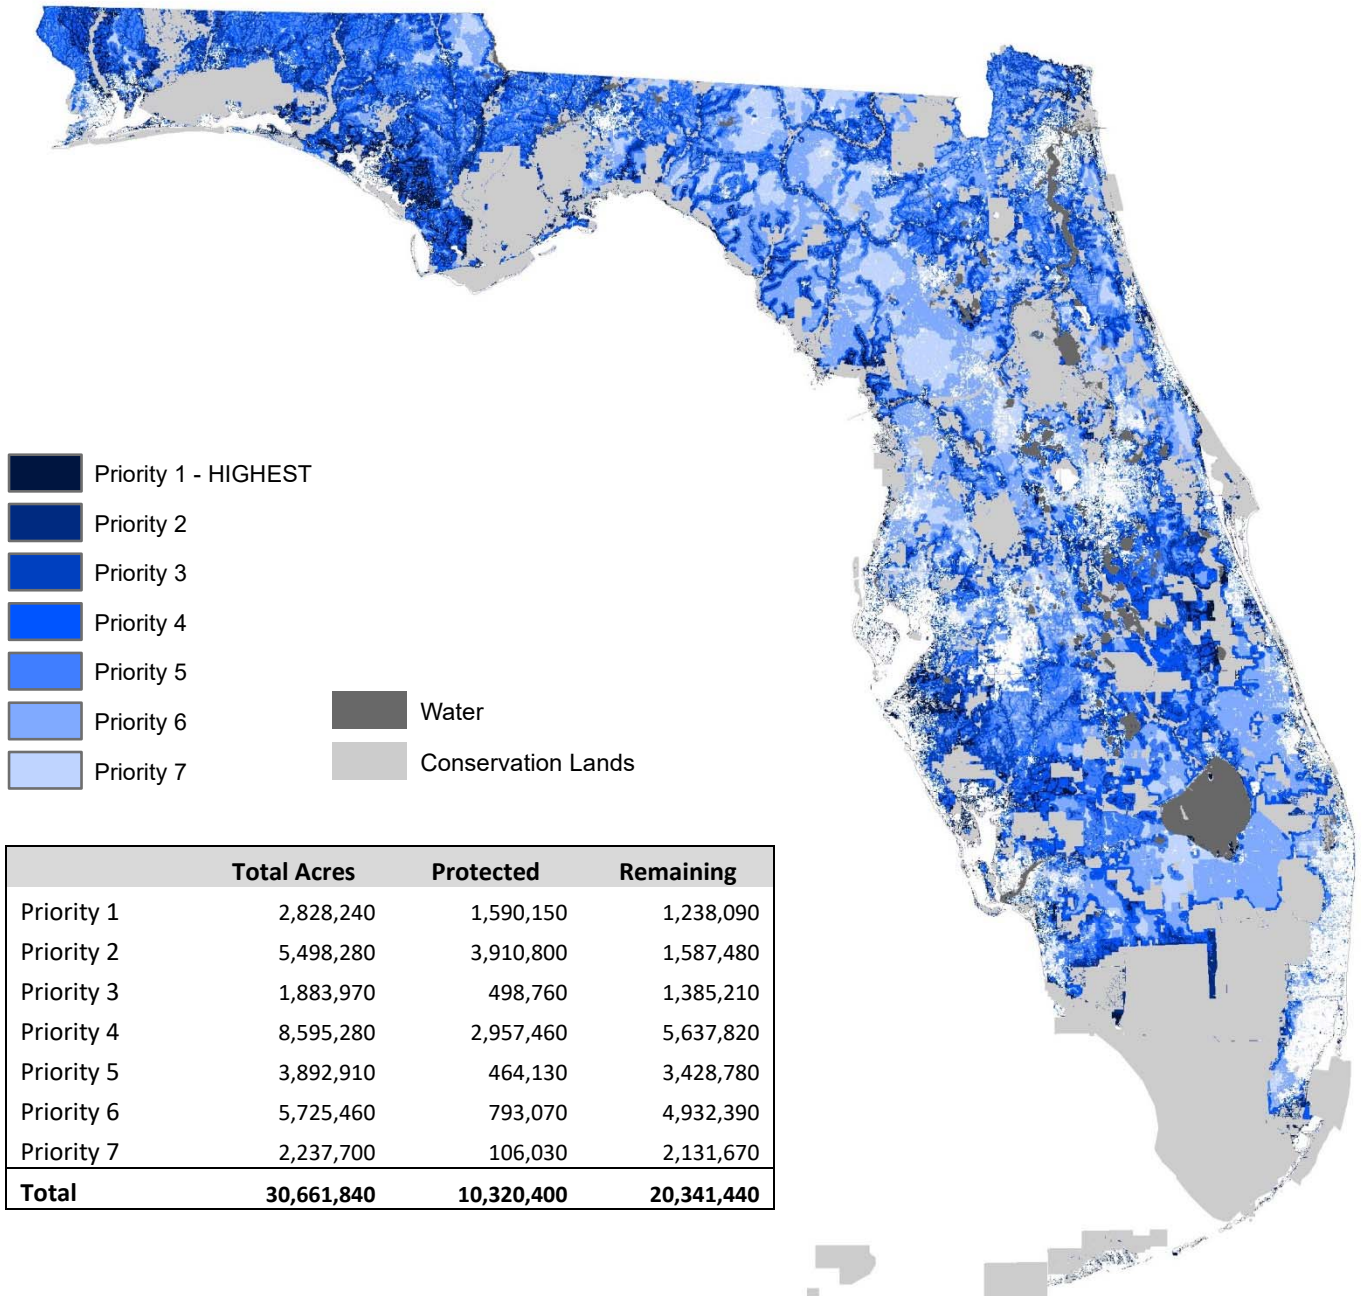 Priority 1 - HIGHEST
Priority 2
Priority 3
Priority 4
Priority 5
Priority 6
Priority 7
Water
Conservation Lands
Total Acres Protected Remaining
Priority 1 2,828,240 1,590,150 1,238,090
Priority 2 5,498,280 3,910,800 1,587,480
Priority 3 1,883,970 498,760 1,385,210
Priority 4 8,595,280 2,957,460 5,637,820
Priority 5 3,892,910 464,130 3,428,780
Priority 6 5,725,460 793,070 4,932,390
Priority 7 2,237,700 106,030 2,131,670
Total 30,661,840 10,320,400 20,341,440